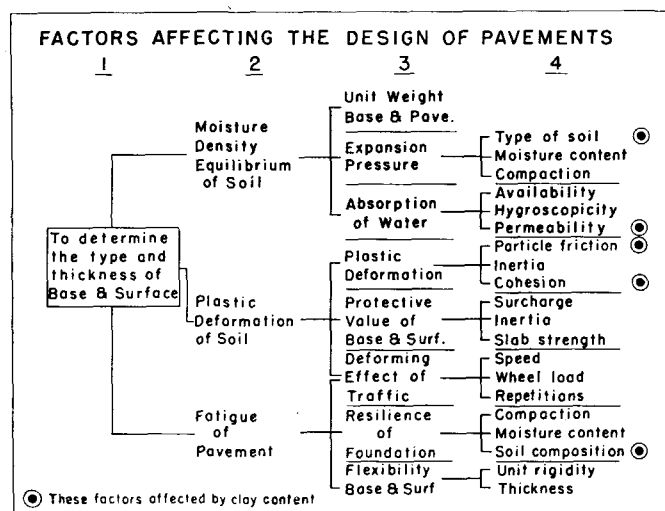 FACTORS AFFECTING THE DESIGN OF PAVEMENTS
1 2 3 4
To determine
the type and
thickness of
Base & Surface
Moisture
Density
Equilibrium
of Soil
Plastic
Deformation
of Soil
Fatigue
of
Pavement
Unit Weight
Base & Pave.
Expansion
Pressure
Absorption
of Water
Plastic
Deformation
Protective
Value of
Base & Surf.
Deforming
Effect of
Traffic
Resilience
of
Foundation
Flexibility
Base & Surf
Type of soil
Moisture content
Compaction
Availability
Hygroscopicity
Permeability
Particle friction
Inertia
Cohesion
Surcharge
Inertia
Slab strength
Speed
Wheel load
Repetitions
Compaction
Moisture content
Soil composition
Unit rigidity
Thickness
These factors affected by clay content